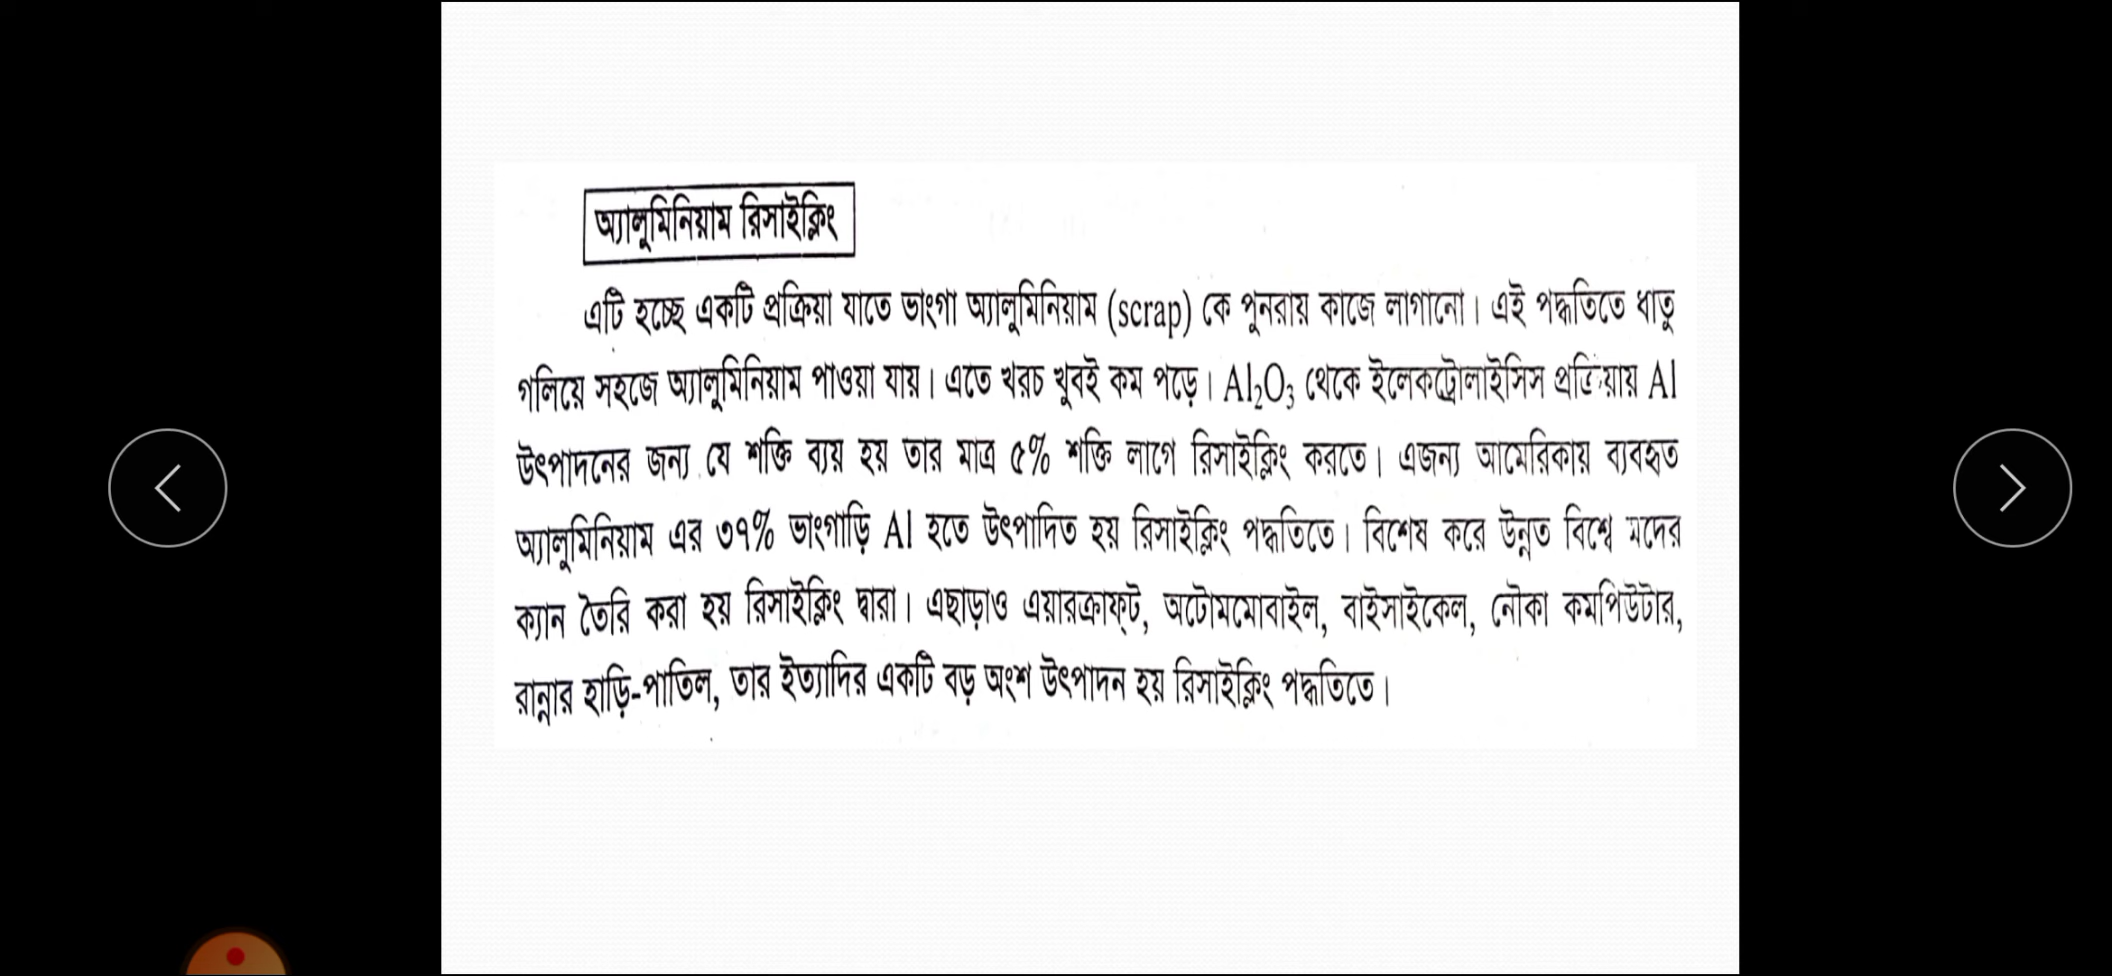 অ্যালুমিনিয়াম রিসাইক্লিং
এটি হচ্ছে একটি প্রক্রিয়া যাতে ভাংগা অ্যালুমিনিয়াম (scrap) কে পুনরায় কাজে লাগানো। এই পদ্ধতিতে ধাতু
গলিয়ে সহজে অ্যালুমিনিয়াম পাওয়া যায়। এতে খরচ খুবই কম পড়ে। Al₂O₃ থেকে ইলেকট্রোলাইসিস প্রক্রিয়ায় Al
উৎপাদনের জন্য যে শক্তি ব্যয় হয় তার মাত্র ৫% শক্তি লাগে রিসাইক্লিং করতে। এজন্য আমেরিকায় ব্যবহৃত
অ্যালুমিনিয়াম এর ৩৭% ভাংগাড়ি Al হতে উৎপাদিত হয় রিসাইক্লিং পদ্ধতিতে। বিশেষ করে উন্নত বিশ্বে মদের
ক্যান তৈরি করা হয় রিসাইক্লিং দ্বারা। এছাড়াও এয়ারক্রাফ্‌ট, অটোমমোবাইল, বাইসাইকেল, নৌকা কমপিউটার,
রান্নার হাড়ি-পাতিল, তার ইত্যাদির একটি বড় অংশ উৎপাদন হয় রিসাইক্লিং পদ্ধতিতে।